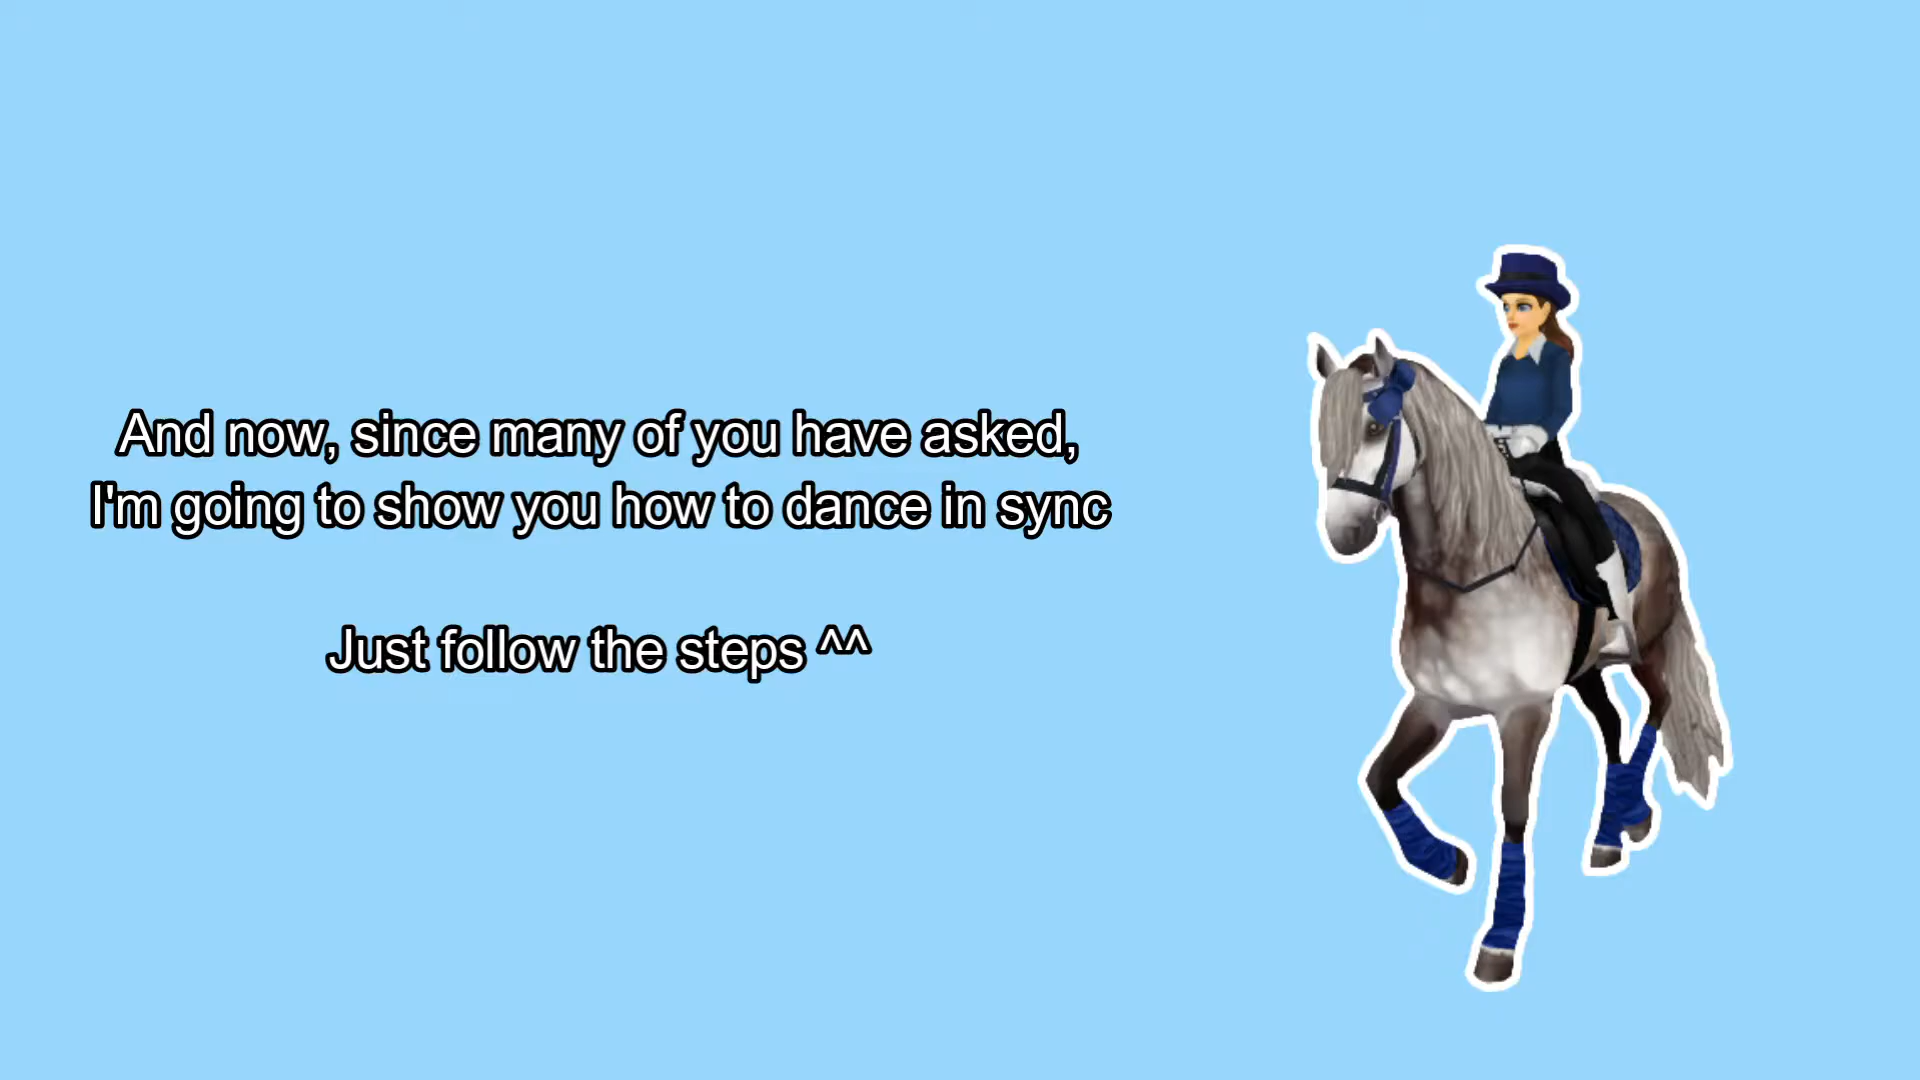 And now, since many of you have asked,
I'm going to show you how to dance in sync
Just follow the steps ^^